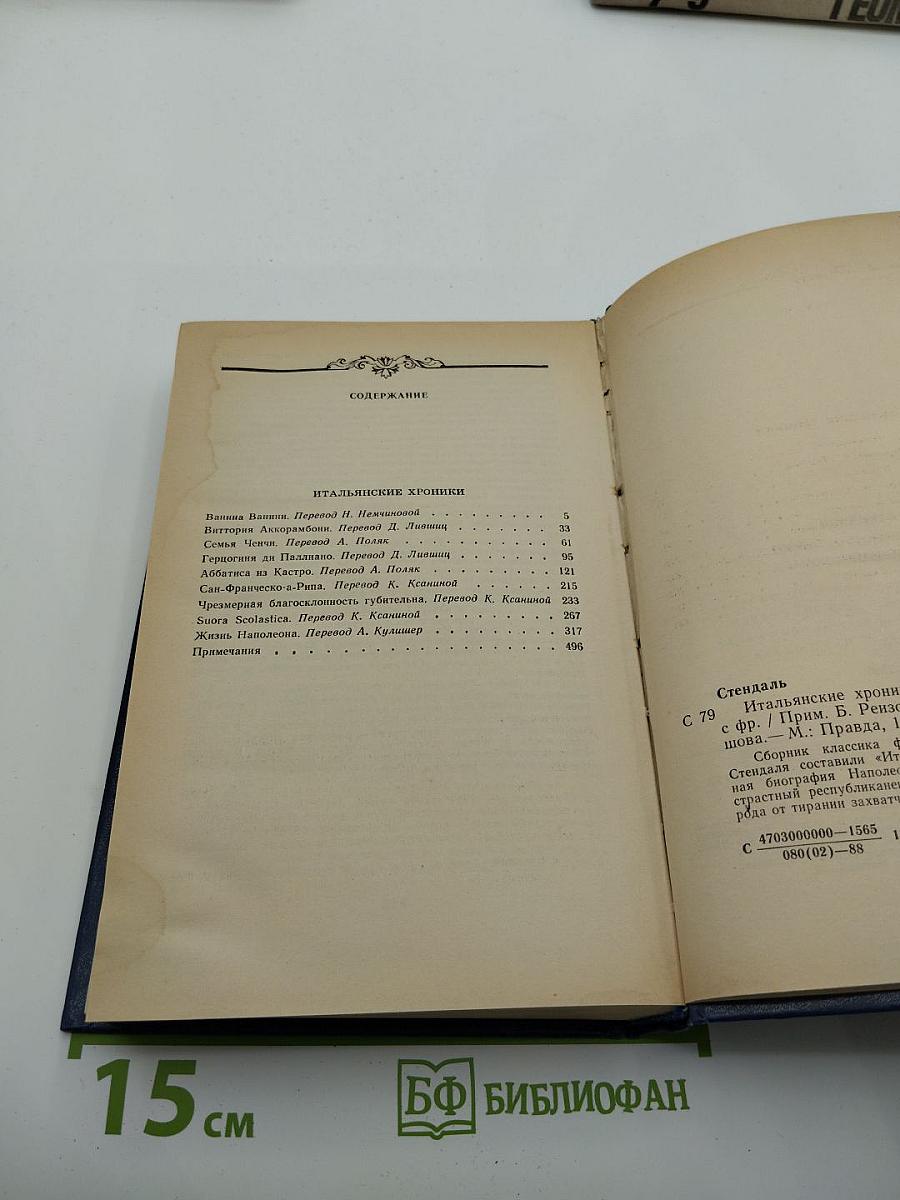 ГЕОЛ
СОДЕРЖАНИЕ
ИТАЛЬЯНСКИЕ ХРОНИКИ
Ванина Ванини. Перевод Н. Немчиновой . . . . . . . . . 5
Виттория Аккорамбони. Перевод Д. Лившиц . . . . . . . 33
Семья Ченчи. Перевод А. Поляк . . . . . . . . . . . 61
Герцогиня ди Паллиано. Перевод Д. Лившиц . . . . . . . 95
Аббатиса из Кастро. Перевод А. Поляк . . . . . . . . . 121
Сан-Франческо-а-Рипа. Перевод К. Ксаниной . . . . . . 215
Чрезмерная благосклонность губительна. Перевод К. Ксаниной 233
Suora Scolastica. Перевод К. Ксаниной . . . . . . . . . 267
Жизнь Наполеона. Перевод А. Кулишер . . . . . . . . . 317
Примечания . . . . . . . . . . . . . . . . . . 496
Стендаль
С 79 Итальянские хрони
с фр. / Прим. Б. Реизо
шова.— М.: Правда, 1
Сборник классика ф
Стендаля составили «Ит
ная биография Наполео
страстный республиканец
рода от тирании захватч
С 4703000000—1565
080(02)—88
15 см
БФ БИБЛИОФАН